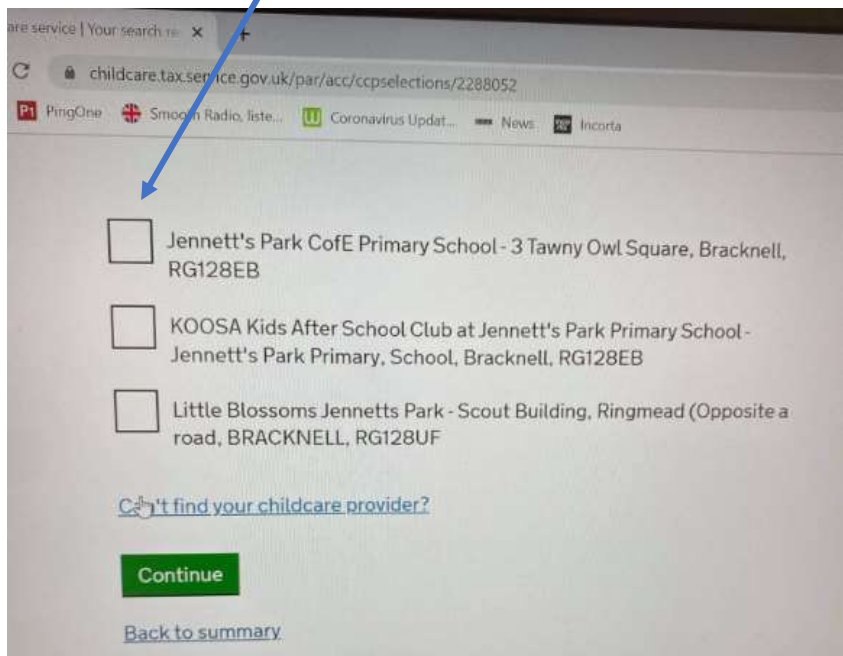 are service | Your search re
childcare.tax.service.gov.uk/par/acc/ccpselections/2288052
P1 PingOne Smooth Radio, liste... Coronavirus Updat... News Incorta
Jennett's Park CofE Primary School - 3 Tawny Owl Square, Bracknell,
RG128EB
KOOSA Kids After School Club at Jennett's Park Primary School -
Jennett's Park Primary, School, Bracknell, RG128EB
Little Blossoms Jennetts Park - Scout Building, Ringmead (Opposite a
road, BRACKNELL, RG128UF
Can't find your childcare provider?
Continue
Back to summary